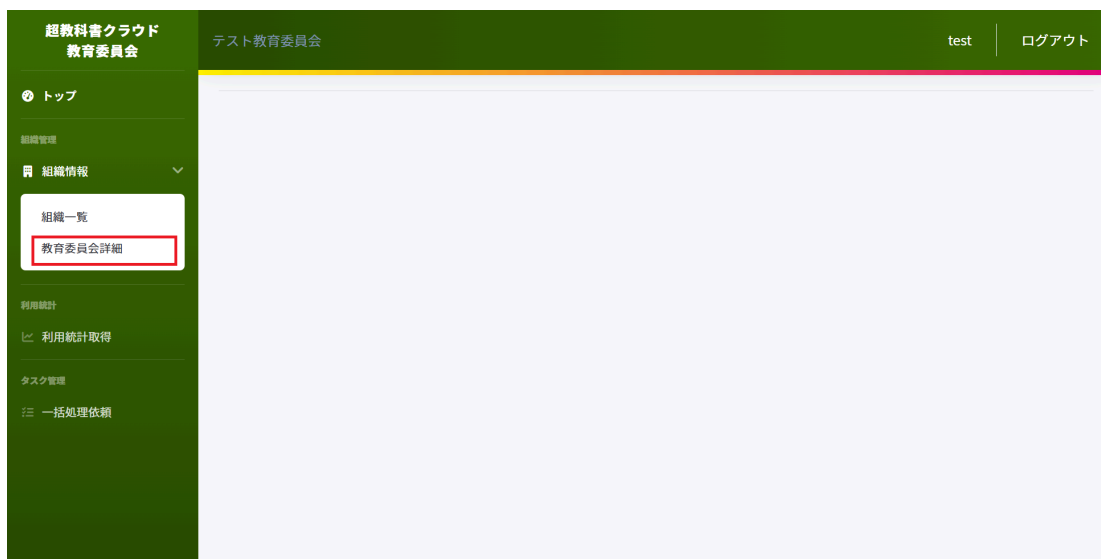 超教科書クラウド
教育委員会
テスト教育委員会
test
ログアウト
トップ
組織管理
組織情報
組織一覧
教育委員会詳細
利用統計
利用統計取得
タスク管理
一括処理依頼